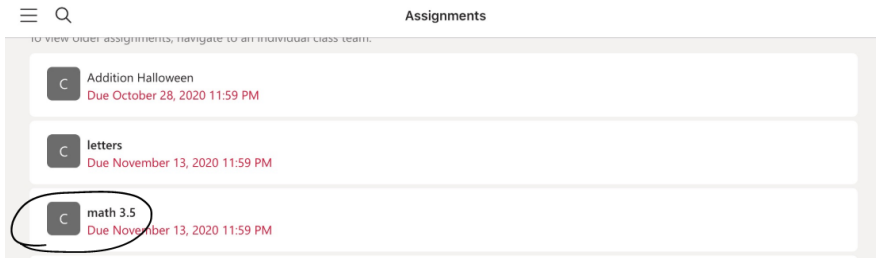 Assignments
To view older assignments, navigate to an individual class team.
C
Addition Halloween
Due October 28, 2020 11:59 PM
C
letters
Due November 13, 2020 11:59 PM
C
math 3.5
Due November 13, 2020 11:59 PM